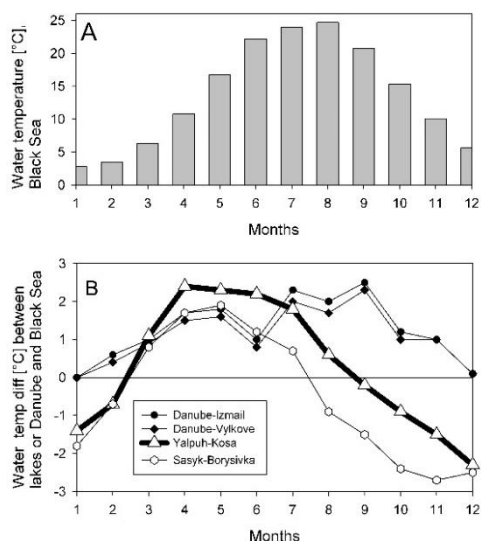 A
Water temperature [°C],
Black Sea
25
20
15
10
5
0
1 2 3 4 5 6 7 8 9 10 11 12
Months
B
Water temp diff [°C] between
lakes or Danube and Black Sea
3
2
1
0
-1
-2
-3
Danube-Izmail
Danube-Vylkove
Yalpuh-Kosa
Sasyk-Borysivka
1 2 3 4 5 6 7 8 9 10 11 12
Months